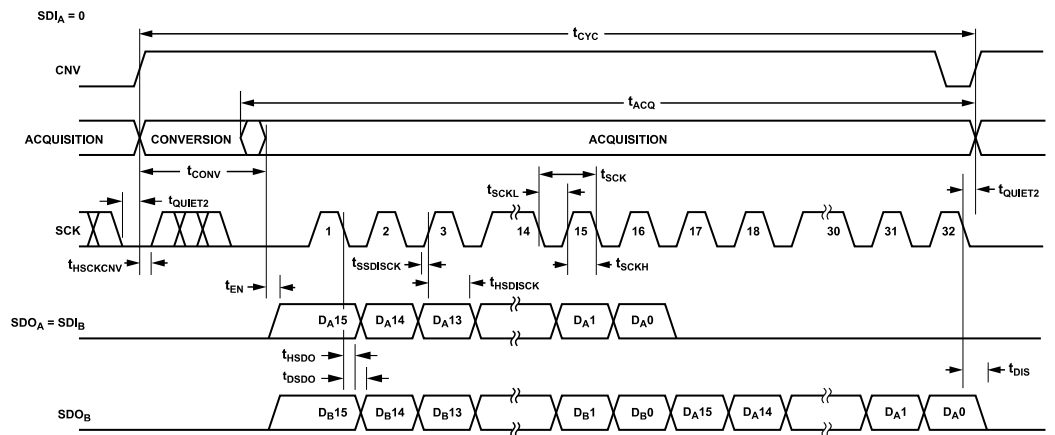 SDIA = 0
tCYC
CNV
tACQ
ACQUISITION CONVERSION ACQUISITION
tCONV
tSCK
tSCKL
tQUIET2 tQUIET2
SCK 1 2 3 14 15 16 17 18 30 31 32
tHSCKCNV tSSDISCK tSCKH
tEN tHSDISCK
SDOA = SDIB DA15 DA14 DA13 DA1 DA0
tHSDO
tDSDO tDIS
SDOB DB15 DB14 DB13 DB1 DB0 DA15 DA14 DA1 DA0